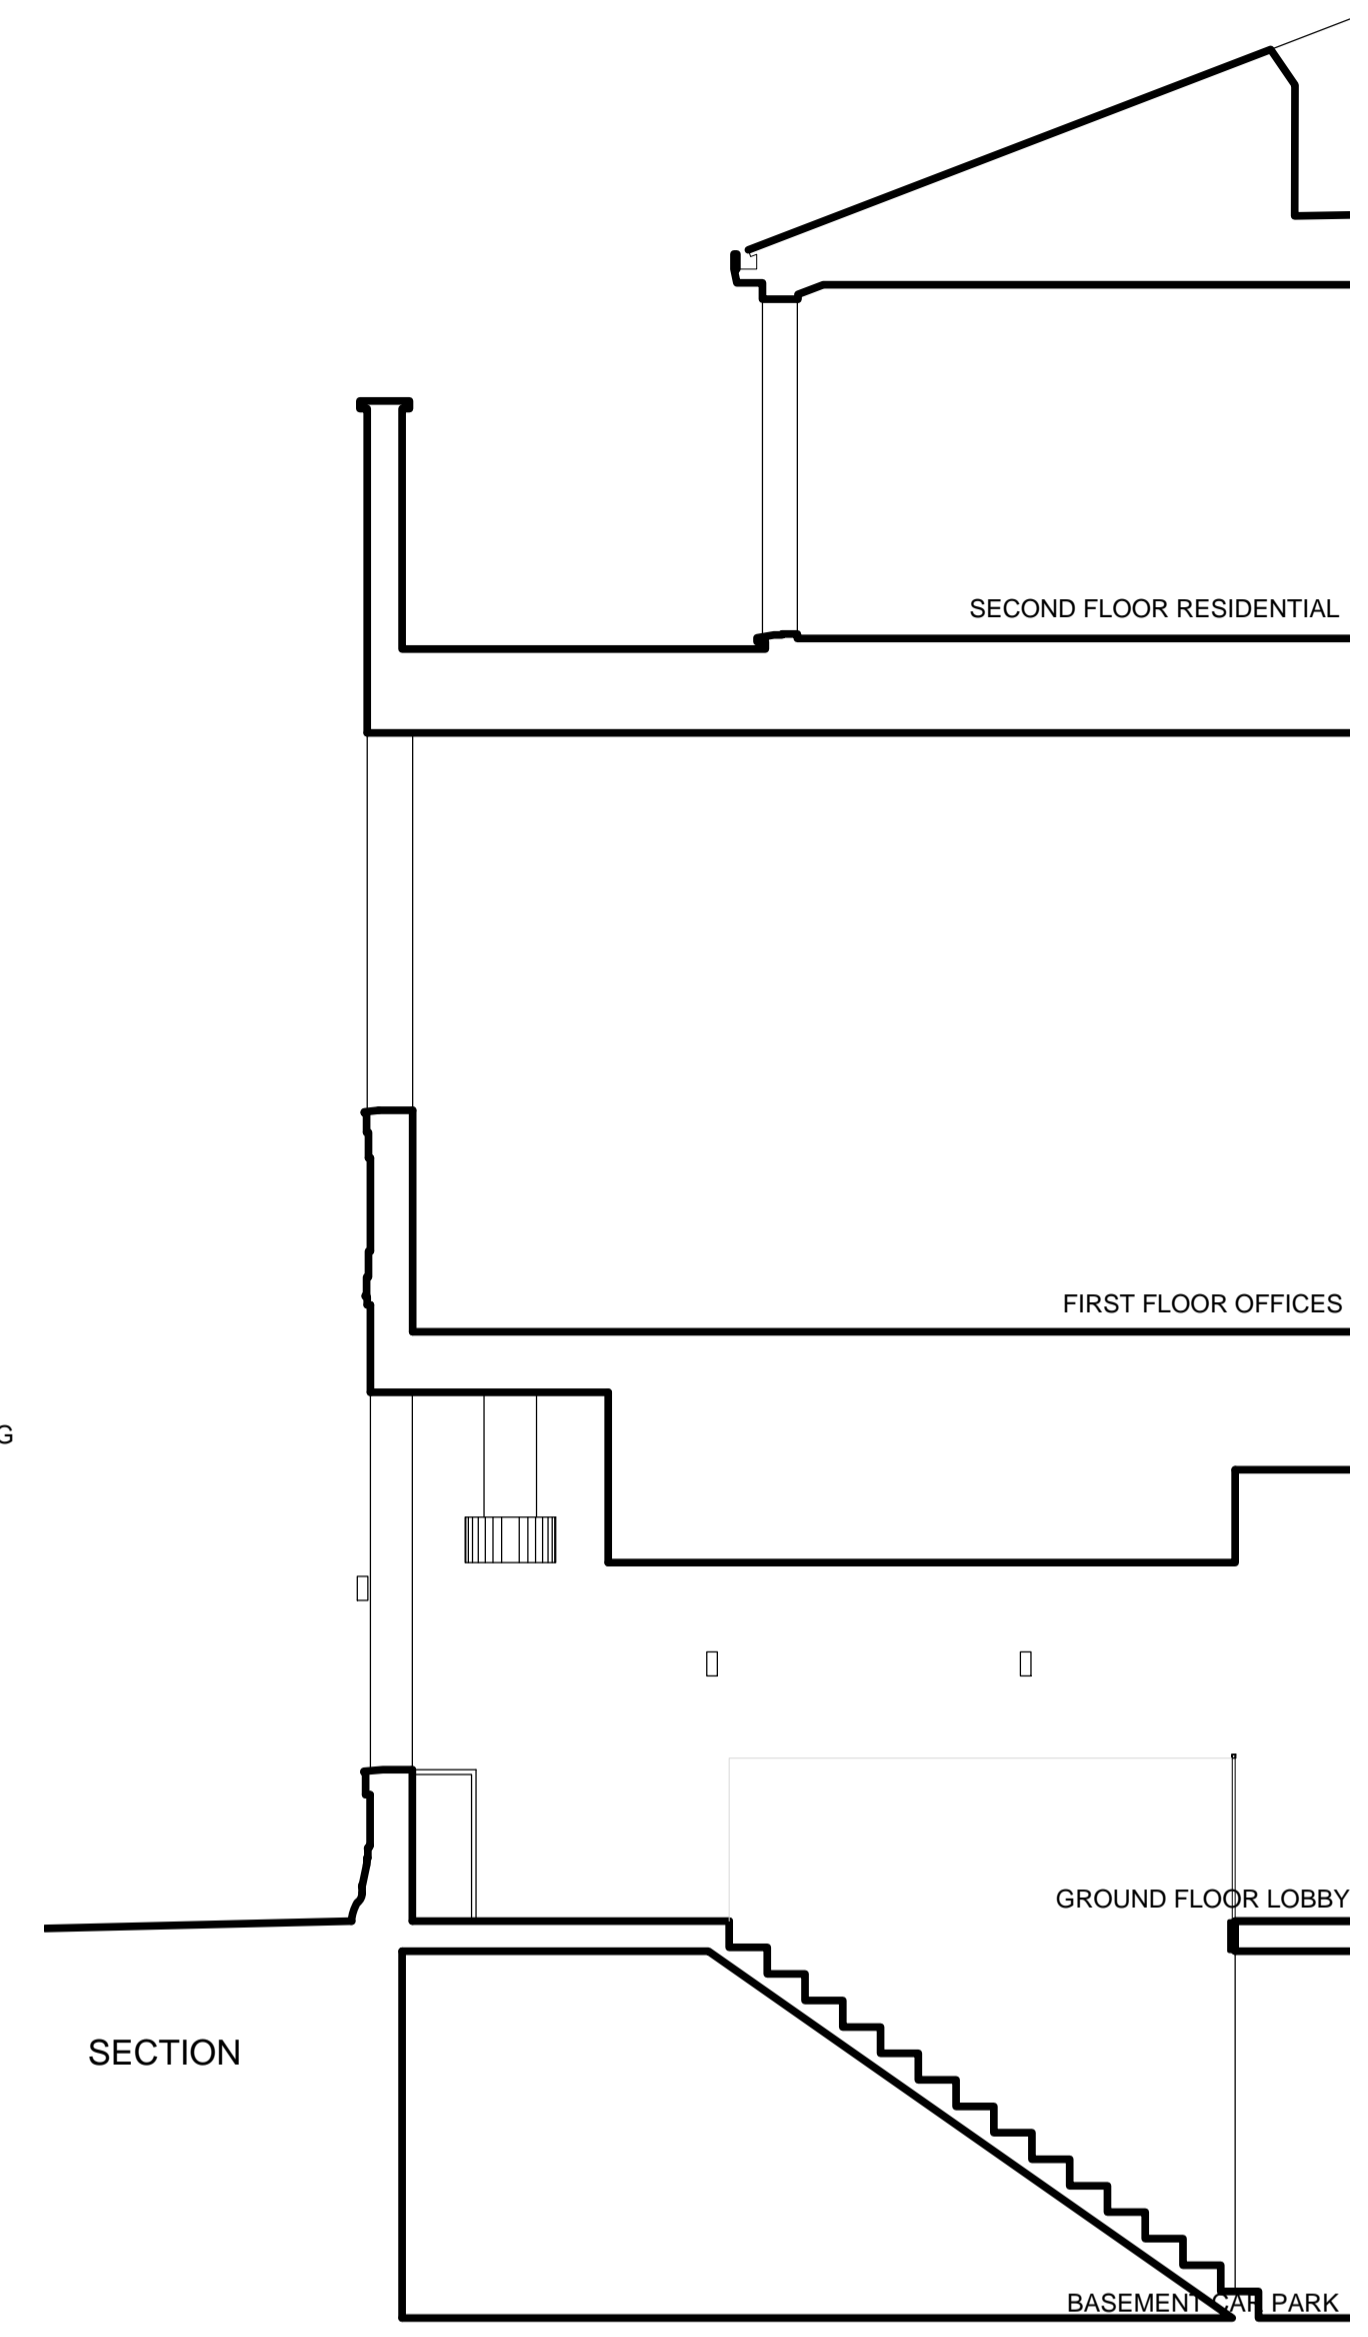 SECOND FLOOR RESIDENTIAL
FIRST FLOOR OFFICES
G
GROUND FLOOR LOBBY
SECTION
BASEMENT CAR PARK